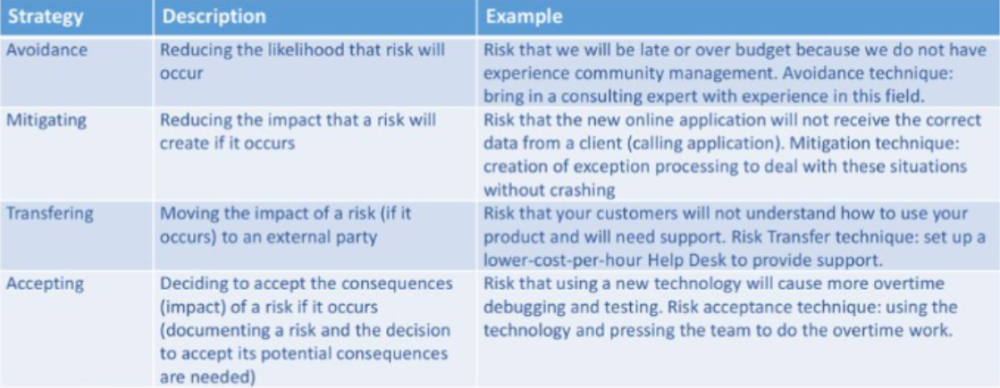 Strategy Description Example
Avoidance Reducing the likelihood that risk will occur Risk that we will be late or over budget because we do not have experience community management. Avoidance technique: bring in a consulting expert with experience in this field.
Mitigating Reducing the impact that a risk will create if it occurs Risk that the new online application will not receive the correct data from a client (calling application). Mitigation technique: creation of exception processing to deal with these situations without crashing
Transfering Moving the impact of a risk (if it occurs) to an external party Risk that your customers will not understand how to use your product and will need support. Risk Transfer technique: set up a lower-cost-per-hour Help Desk to provide support.
Accepting Deciding to accept the consequences (impact) of a risk if it occurs (documenting a risk and the decision to accept its potential consequences are needed) Risk that using a new technology will cause more overtime debugging and testing. Risk acceptance technique: using the technology and pressing the team to do the overtime work.